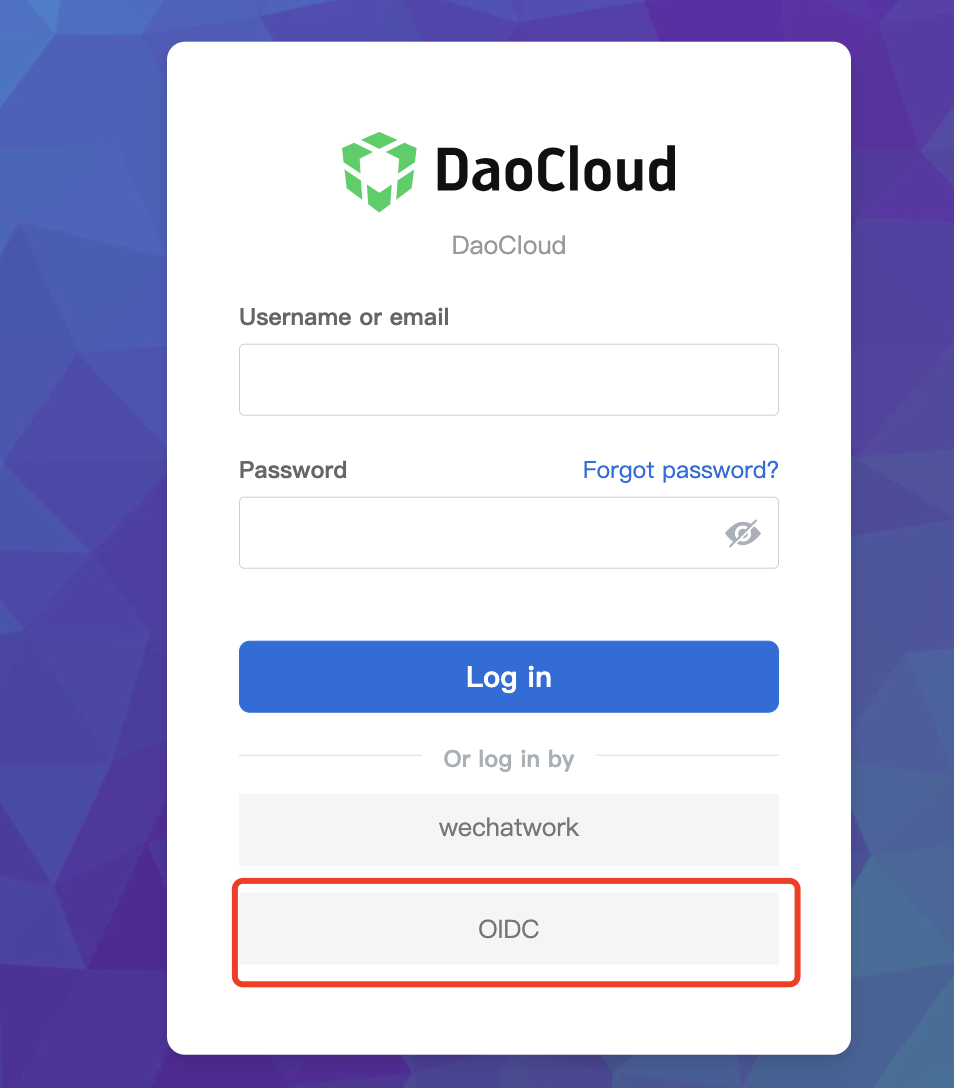 DaoCloud
DaoCloud
Username or email
Password Forgot password?
Log in
Or log in by
wechatwork
OIDC